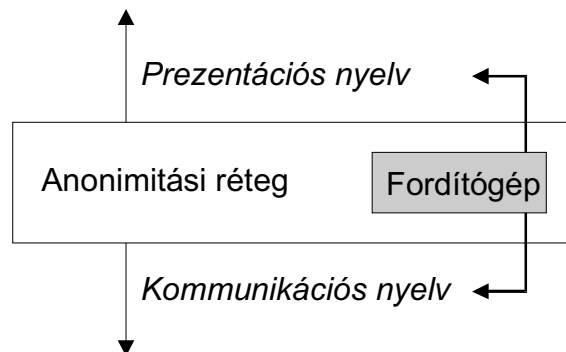 Prezentációs nyelv
Anonimitási réteg
Fordítógép
Kommunikációs nyelv